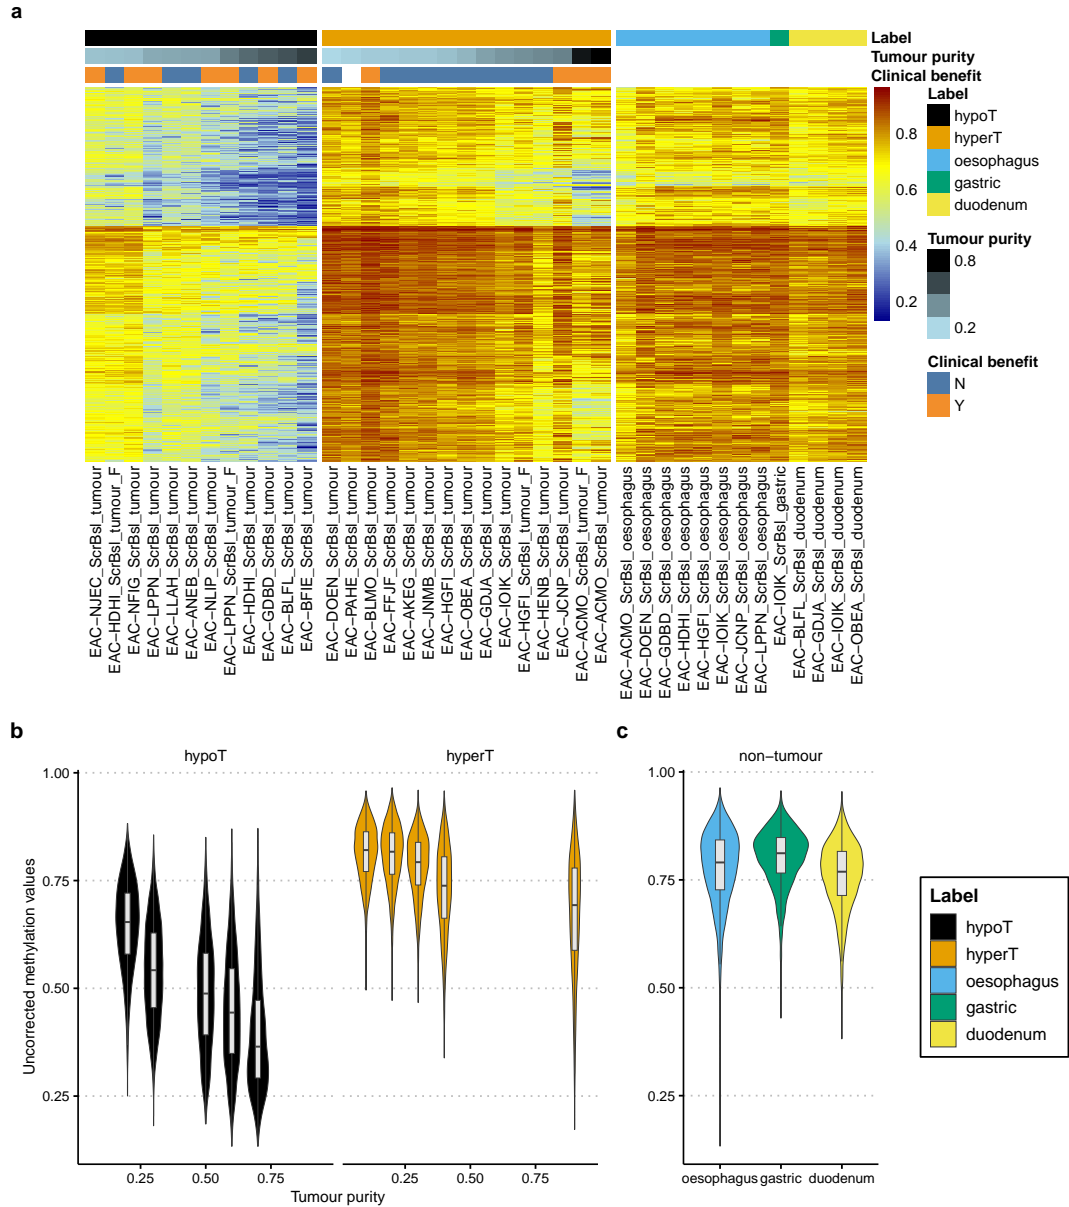 a
Label
Tumour purity
Clinical benefit
0.8
0.6
0.4
0.2
Label
hypoT
hyperT
oesophagus
gastric
duodenum
Tumour purity
0.8
0.2
Clinical benefit
N
Y
EAC−NJEC_ScrBsl_tumour
EAC−HDHI_ScrBsl_tumour_F
EAC−NFIG_ScrBsl_tumour
EAC−LPPN_ScrBsl_tumour
EAC−LLAH_ScrBsl_tumour
EAC−ANEB_ScrBsl_tumour
EAC−NLIP_ScrBsl_tumour
EAC−LPPN_ScrBsl_tumour_F
EAC−HDHI_ScrBsl_tumour
EAC−GDBD_ScrBsl_tumour
EAC−BLFL_ScrBsl_tumour
EAC−BFIE_ScrBsl_tumour
EAC−DOEN_ScrBsl_tumour
EAC−PAHE_ScrBsl_tumour
EAC−BLMO_ScrBsl_tumour
EAC−FFJF_ScrBsl_tumour
EAC−AKEG_ScrBsl_tumour
EAC−JNMB_ScrBsl_tumour
EAC−HGFI_ScrBsl_tumour
EAC−OBEA_ScrBsl_tumour
EAC−GDJA_ScrBsl_tumour
EAC−IOIK_ScrBsl_tumour
EAC−HGFI_ScrBsl_tumour_F
EAC−HENB_ScrBsl_tumour
EAC−JCNP_ScrBsl_tumour
EAC−ACMO_ScrBsl_tumour_F
EAC−ACMO_ScrBsl_tumour
EAC−ACMO_ScrBsl_oesophagus
EAC−DOEN_ScrBsl_oesophagus
EAC−GDBD_ScrBsl_oesophagus
EAC−HDHI_ScrBsl_oesophagus
EAC−HGFI_ScrBsl_oesophagus
EAC−IOIK_ScrBsl_oesophagus
EAC−JCNP_ScrBsl_oesophagus
EAC−LPPN_ScrBsl_oesophagus
EAC−IOIK_ScrBsl_gastric
EAC−BLFL_ScrBsl_duodenum
EAC−GDJA_ScrBsl_duodenum
EAC−IOIK_ScrBsl_duodenum
EAC−OBEA_ScrBsl_duodenum
b
hypoT
hyperT
Uncorrected methylation values
1.00
0.75
0.50
0.25
0.25
0.50
0.75
0.25
0.50
0.75
Tumour purity
c
non−tumour
1.00
0.75
0.50
0.25
oesophagus
gastric
duodenum
Label
hypoT
hyperT
oesophagus
gastric
duodenum